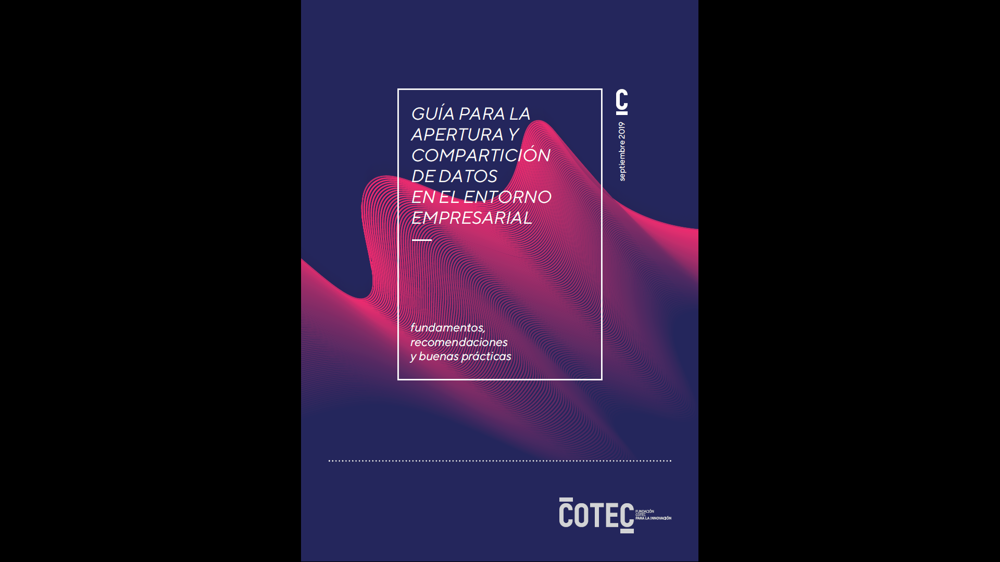 GUÍA PARA LA
APERTURA Y
COMPARTICIÓN
DE DATOS
EN EL ENTORNO
EMPRESARIAL
fundamentos,
recomendaciones
y buenas prácticas
C
septiembre 2019
COTEC
FUNDACIÓN
COTEC
PARA LA INNOVACIÓN